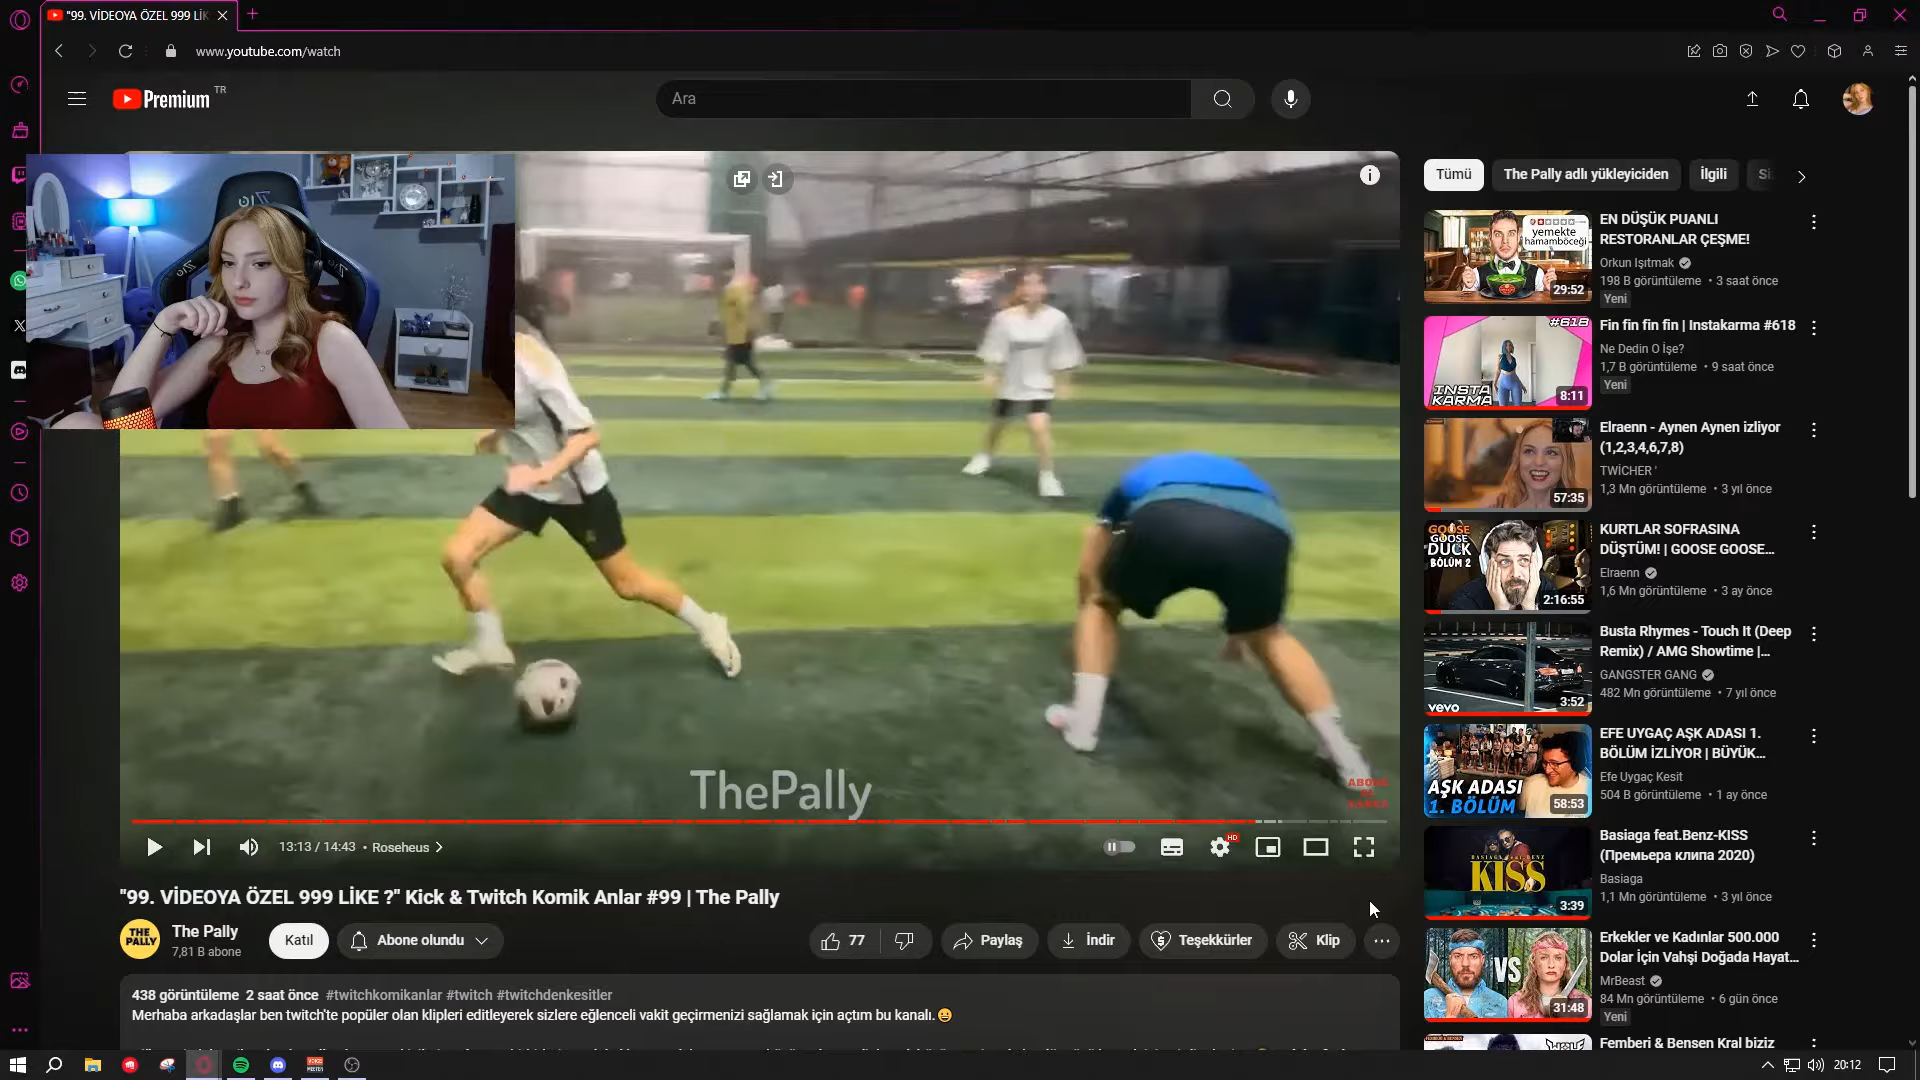 "99. VİDEOYA ÖZEL 999 LİK
www.youtube.com/watch
Premium TR
Ara
Tümü
The Pally adlı yükleyiciden
İlgili
EN DÜŞÜK PUANLI
RESTORANLAR ÇEŞME!
Orkun Işıtmak
198 B görüntüleme • 3 saat önce
Yeni
yemekte
hamamböceği
29:52
Fin fin fin fin | Instakarma #618
Ne Dedin O İşe?
1,7 B görüntüleme • 9 saat önce
Yeni
#618
INSTA
KARMA
8:11
Elraenn - Aynen Aynen izliyor
(1,2,3,4,6,7,8)
TWİCHER '
1,3 Mn görüntüleme • 3 yıl önce
57:35
KURTLAR SOFRASINA
DÜŞTÜM! | GOOSE GOOSE...
Elraenn
1,6 Mn görüntüleme • 3 ay önce
GOOSE
GOOSE
DUCK
BÖLÜM 2
2:16:55
Busta Rhymes - Touch It (Deep
Remix) / AMG Showtime |...
GANGSTER GANG
482 Mn görüntüleme • 7 yıl önce
vevo
3:52
EFE UYGAÇ AŞK ADASI 1.
BÖLÜM İZLİYOR | BÜYÜK...
Efe Uygaç Kesit
504 B görüntüleme • 1 ay önce
AŞK ADASI
1. BÖLÜM
58:53
Basiaga feat.Benz-KISS
(Премьера клипа 2020)
Basiaga
1,1 Mn görüntüleme • 3 yıl önce
KISS
3:39
Erkekler ve Kadınlar 500.000
Dolar İçin Vahşi Doğada Hayat...
MrBeast
84 Mn görüntüleme • 6 gün önce
Yeni
VS
31:48
Femberi & Bensen Kral biziz
ThePally
13:13 / 14:43 • Roseheus
HD
"99. VİDEOYA ÖZEL 999 LİKE ?" Kick & Twitch Komik Anlar #99 | The Pally
THE
PALLY
The Pally
7,81 B abone
Katıl
Abone olundu
77
Paylaş
İndir
Teşekkürler
Klip
438 görüntüleme 2 saat önce #twitchkomikanlar #twitch #twitchdenkesitler
Merhaba arkadaşlar ben twitch'te popüler olan klipleri editleyerek sizlere eğlenceli vakit geçirmenizi sağlamak için açtım bu kanalı.
20:12